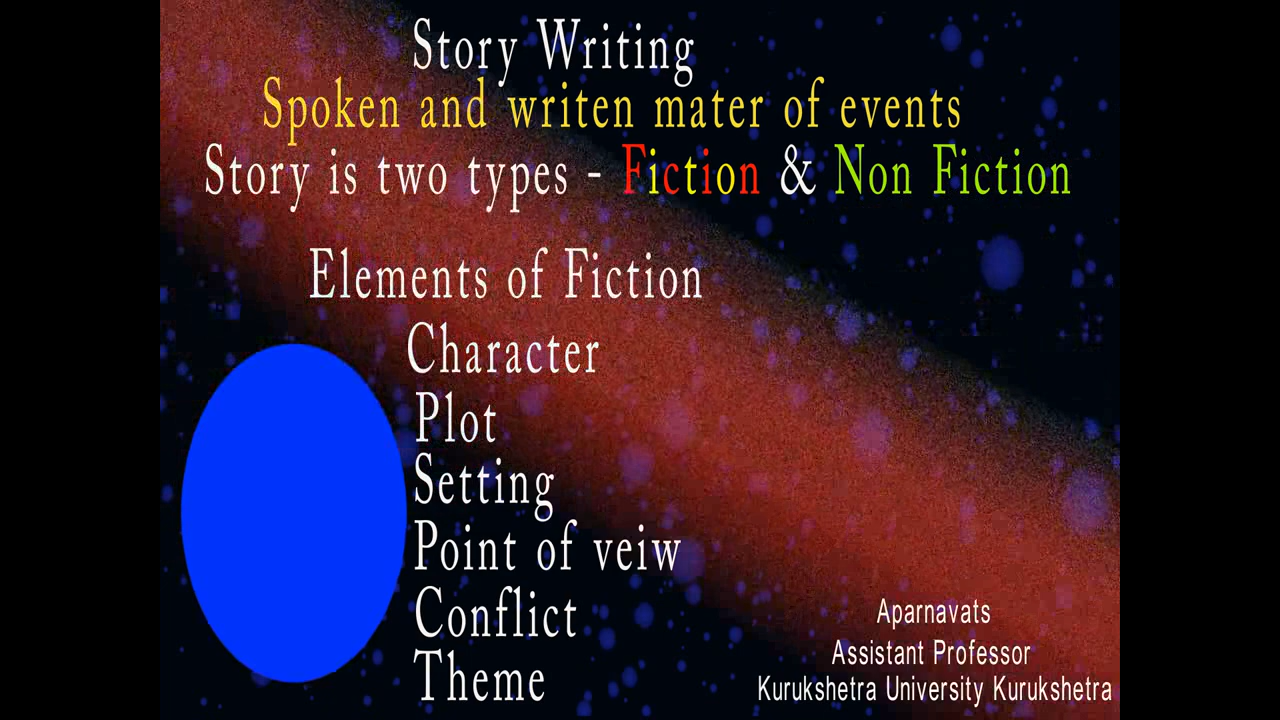 Story Writing
Spoken and writen mater of events
Story is two types - Fiction & Non Fiction
Elements of Fiction
Character
Plot
Setting
Point of veiw
Conflict
Theme
Aparnavats
Assistant Professor
Kurukshetra University Kurukshetra